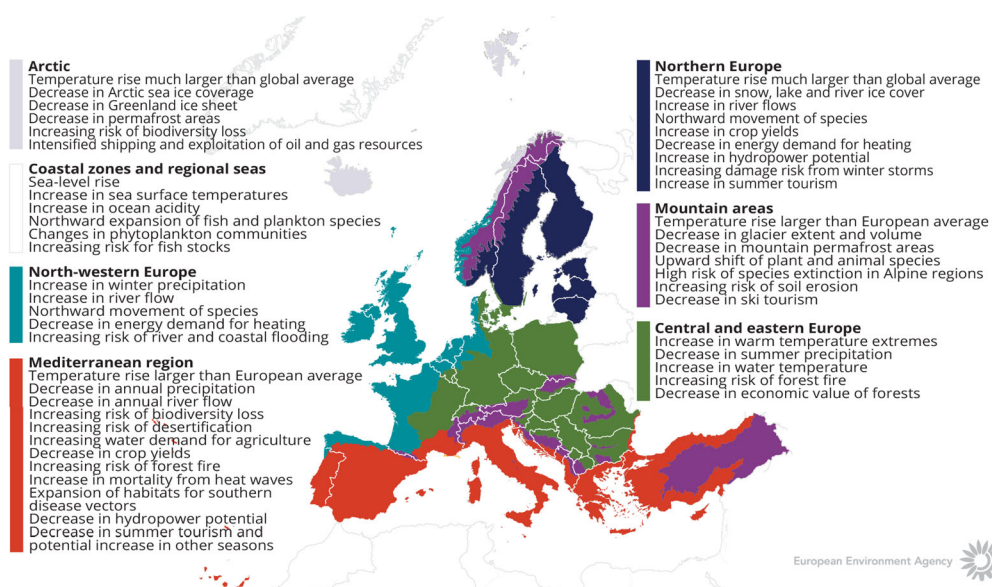 Arctic
Temperature rise much larger than global average
Decrease in Arctic sea ice coverage
Decrease in Greenland ice sheet
Decrease in permafrost areas
Increasing risk of biodiversity loss
Intensified shipping and exploitation of oil and gas resources
Coastal zones and regional seas
Sea-level rise
Increase in sea surface temperatures
Increase in ocean acidity
Northward expansion of fish and plankton species
Changes in phytoplankton communities
Increasing risk for fish stocks
North-western Europe
Increase in winter precipitation
Increase in river flow
Northward movement of species
Decrease in energy demand for heating
Increasing risk of river and coastal flooding
Mediterranean region
Temperature rise larger than European average
Decrease in annual precipitation
Decrease in annual river flow
Increasing risk of biodiversity loss
Increasing risk of desertification
Increasing water demand for agriculture
Decrease in crop yields
Increasing risk of forest fire
Increase in mortality from heat waves
Expansion of habitats for southern
disease vectors
Decrease in hydropower potential
Decrease in summer tourism and
potential increase in other seasons
Northern Europe
Temperature rise much larger than global average
Decrease in snow, lake and river ice cover
Increase in river flows
Northward movement of species
Increase in crop yields
Decrease in energy demand for heating
Increase in hydropower potential
Increasing damage risk from winter storms
Increase in summer tourism
Mountain areas
Temperature rise larger than European average
Decrease in glacier extent and volume
Decrease in mountain permafrost areas
Upward shift of plant and animal species
High risk of species extinction in Alpine regions
Increasing risk of soil erosion
Decrease in ski tourism
Central and eastern Europe
Increase in warm temperature extremes
Decrease in summer precipitation
Increase in water temperature
Increasing risk of forest fire
Decrease in economic value of forests
European Environment Agency